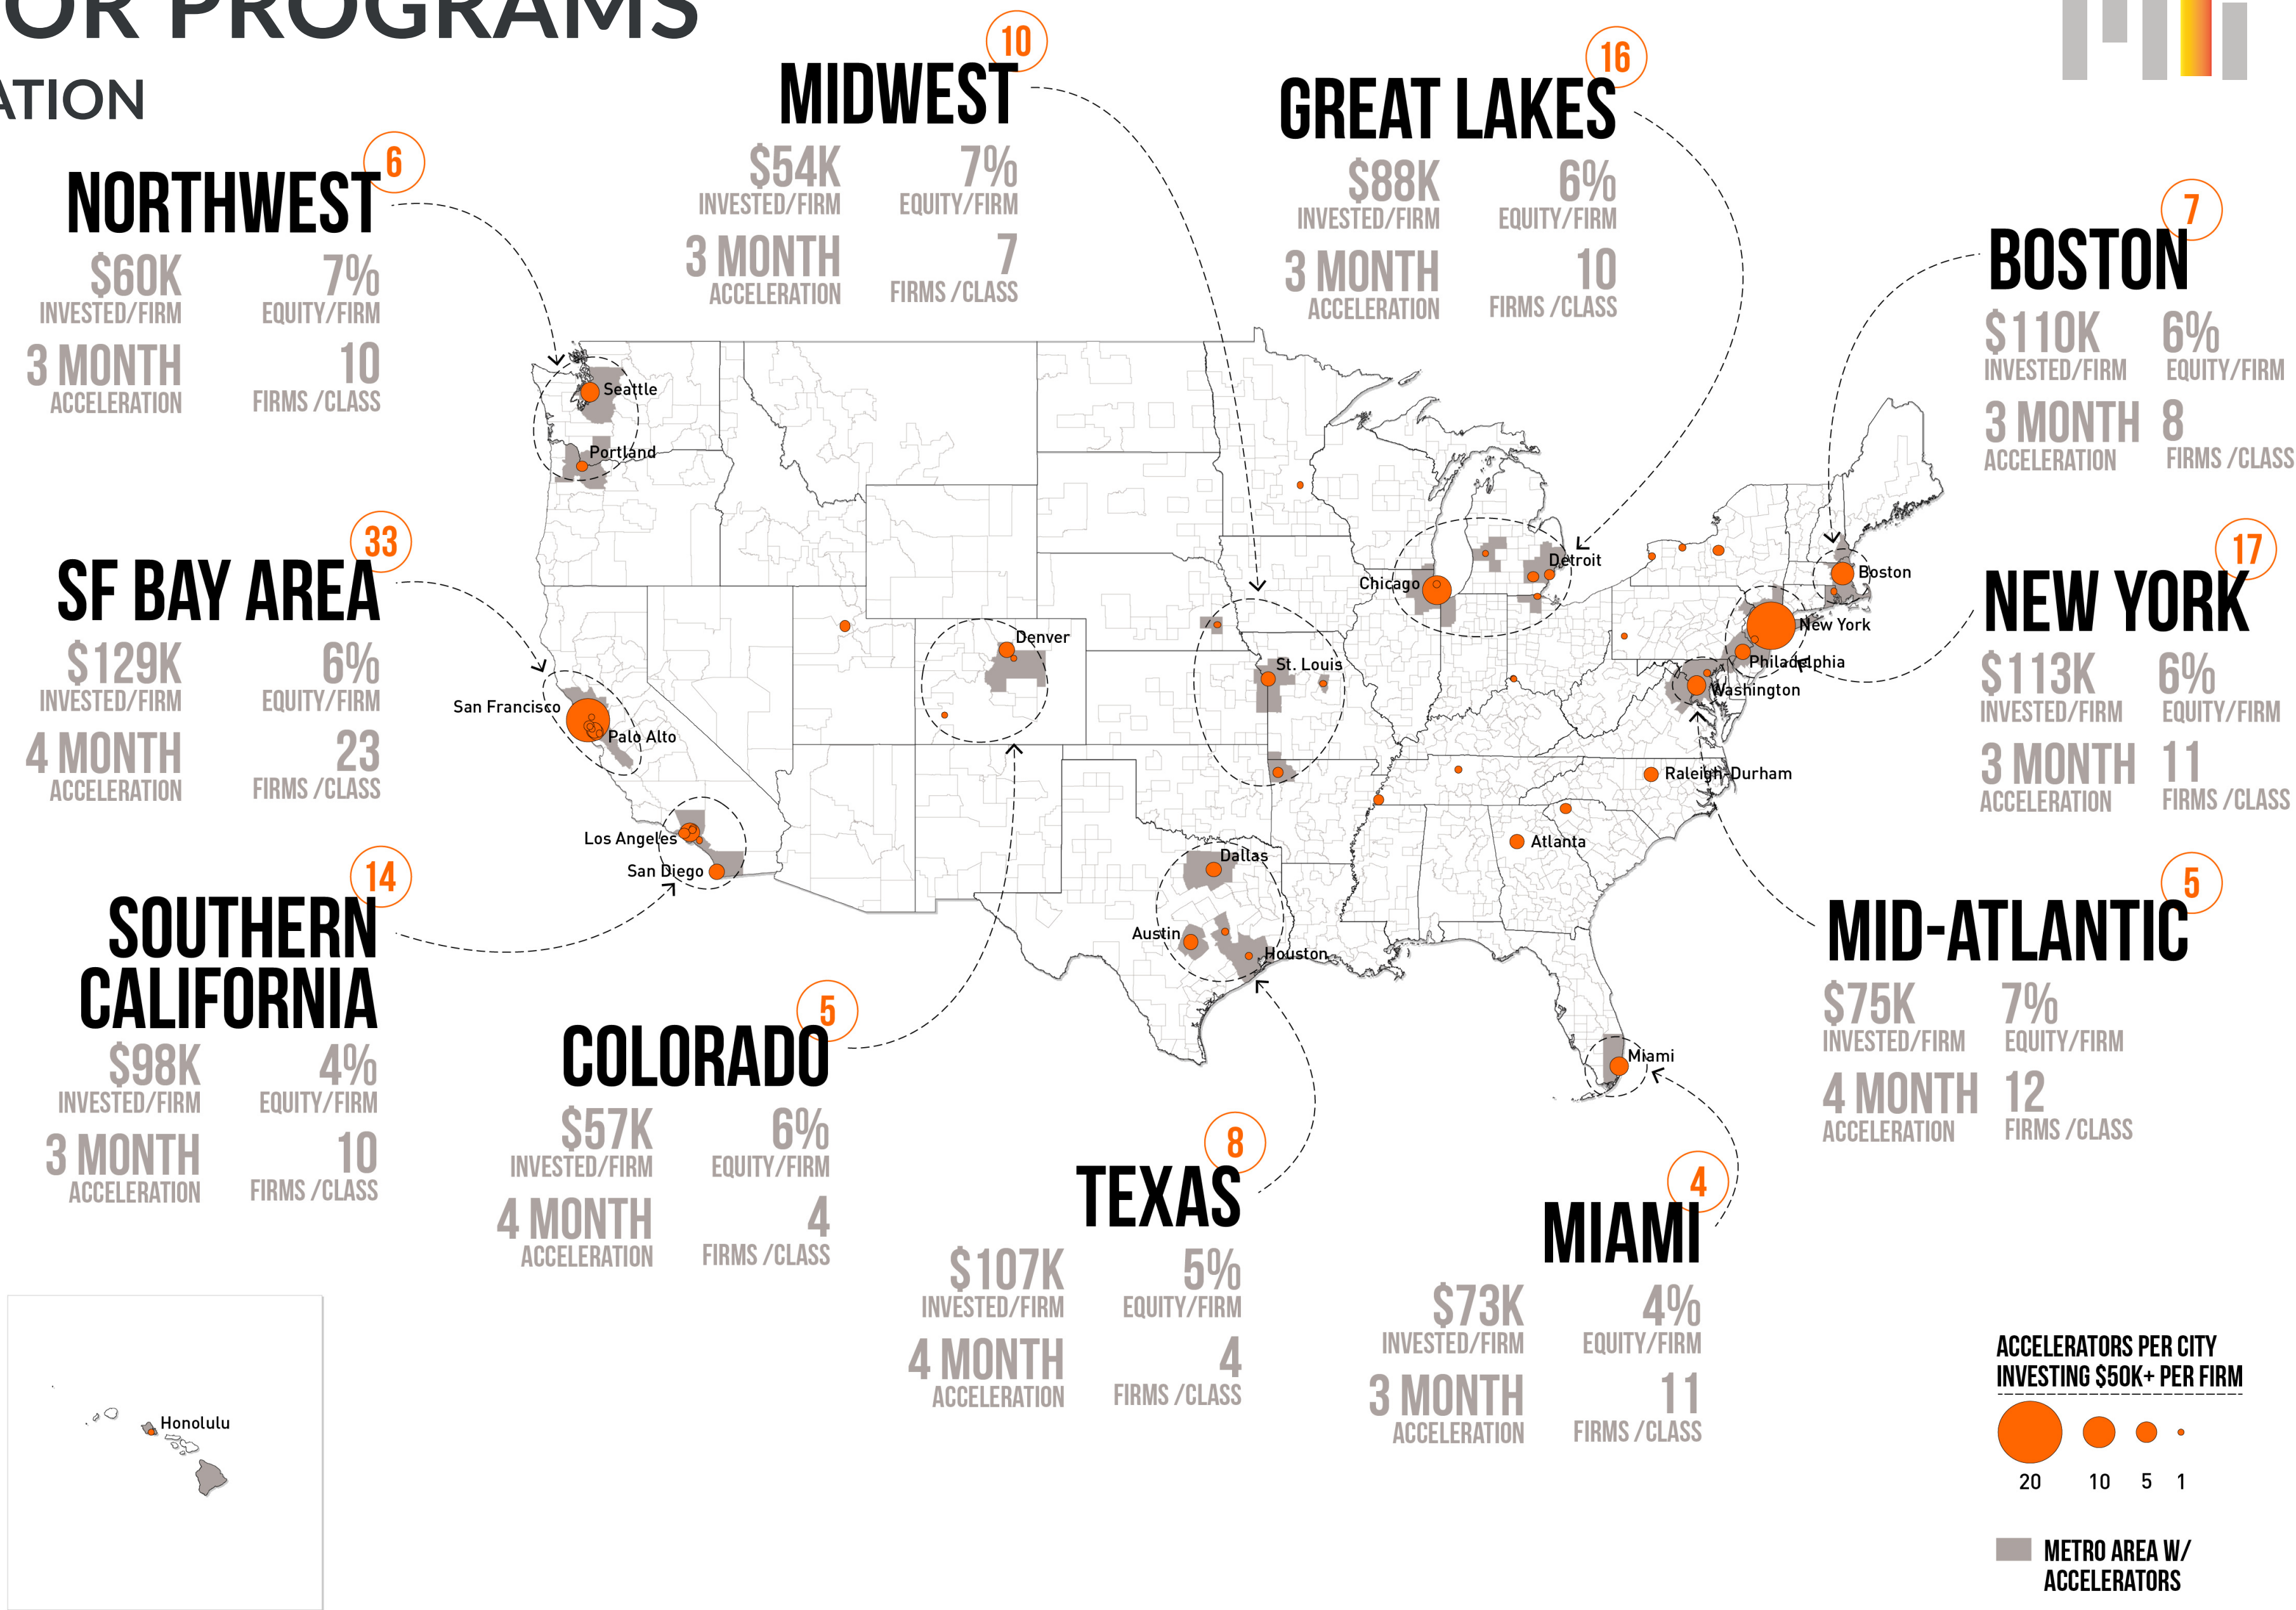 OR PROGRAMS
ATION
10
MIDWEST
$54K 7%
INVESTED/FIRM EQUITY/FIRM
3 MONTH 7
ACCELERATION FIRMS /CLASS
16
GREAT LAKES
$88K 6%
INVESTED/FIRM EQUITY/FIRM
3 MONTH 10
ACCELERATION FIRMS /CLASS
6
NORTHWEST
$60K 7%
INVESTED/FIRM EQUITY/FIRM
3 MONTH 10
ACCELERATION FIRMS /CLASS
7
BOSTON
$110K 6%
INVESTED/FIRM EQUITY/FIRM
3 MONTH 8
ACCELERATION FIRMS /CLASS
33
SF BAY AREA
$129K 6%
INVESTED/FIRM EQUITY/FIRM
4 MONTH 23
ACCELERATION FIRMS /CLASS
17
NEW YORK
$113K 6%
INVESTED/FIRM EQUITY/FIRM
3 MONTH 11
ACCELERATION FIRMS /CLASS
Seattle
Portland
San Francisco
Palo Alto
Los Angeles
San Diego
Denver
St. Louis
Chicago
Detroit
Boston
New York
Philadelphia
Washington
Raleigh-Durham
Atlanta
Dallas
Austin
Houston
Miami
14
SOUTHERN
CALIFORNIA
$98K 4%
INVESTED/FIRM EQUITY/FIRM
3 MONTH 10
ACCELERATION FIRMS /CLASS
5
COLORADO
$57K 6%
INVESTED/FIRM EQUITY/FIRM
4 MONTH 4
ACCELERATION FIRMS /CLASS
8
TEXAS
$107K 5%
INVESTED/FIRM EQUITY/FIRM
4 MONTH 4
ACCELERATION FIRMS /CLASS
4
MIAMI
$73K 4%
INVESTED/FIRM EQUITY/FIRM
3 MONTH 11
ACCELERATION FIRMS /CLASS
5
MID-ATLANTIC
$75K 7%
INVESTED/FIRM EQUITY/FIRM
4 MONTH 12
ACCELERATION FIRMS /CLASS
Honolulu
ACCELERATORS PER CITY
INVESTING $50K+ PER FIRM
20 10 5 1
METRO AREA W/
ACCELERATORS